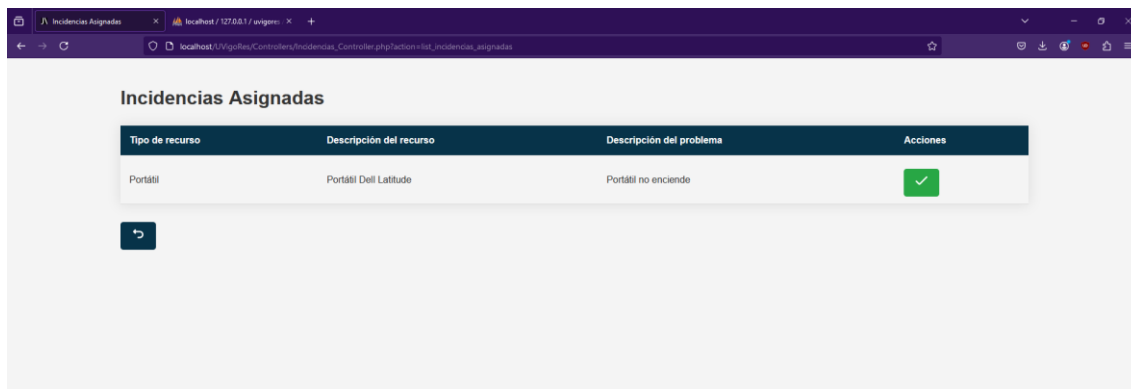 Incidencias Asignadas
localhost / 127.0.0.1 / uvigores
localhost/UVigoRes/Controllers/Incidencias_Controller.php?action=list_incidencias_asignadas
Incidencias Asignadas
Tipo de recurso Descripción del recurso Descripción del problema Acciones
Portátil Portátil Dell Latitude Portátil no enciende